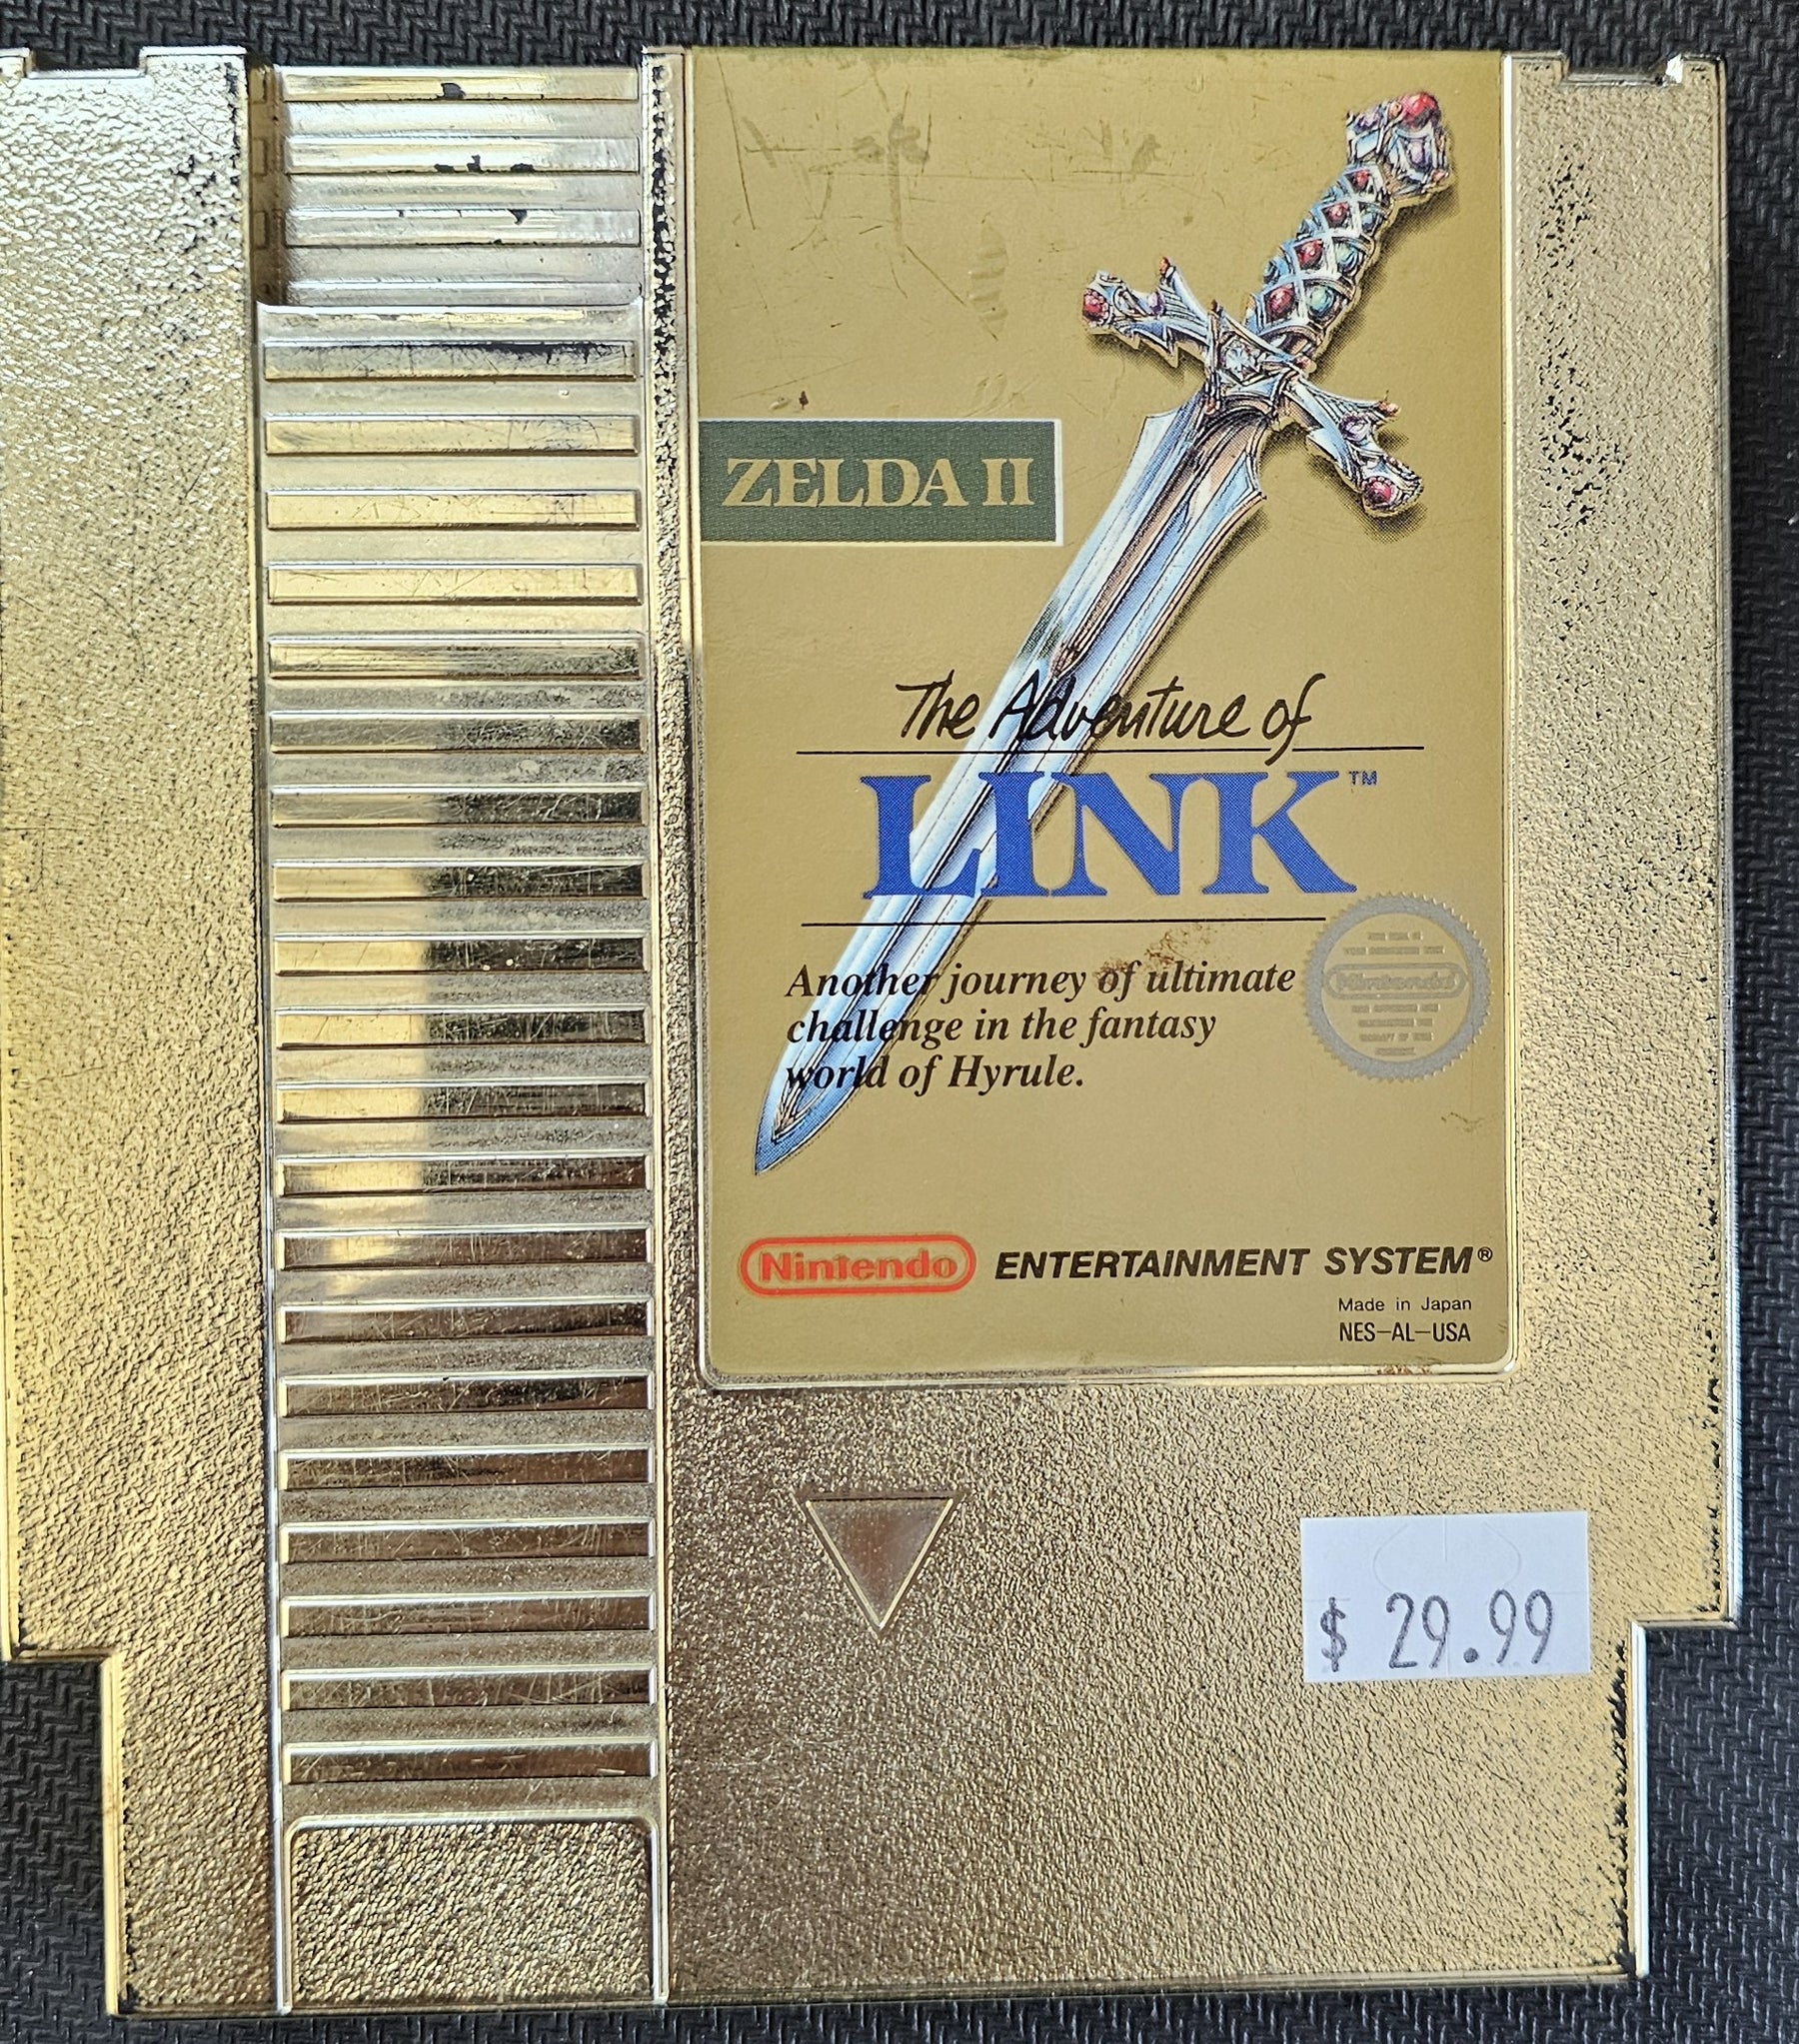 ZELDA II
The Adventure of
LINK™
Another journey of ultimate
challenge in the fantasy
world of Hyrule.
Nintendo
Nintendo ENTERTAINMENT SYSTEM®
Made in Japan
NES-AL-USA
$ 29.99